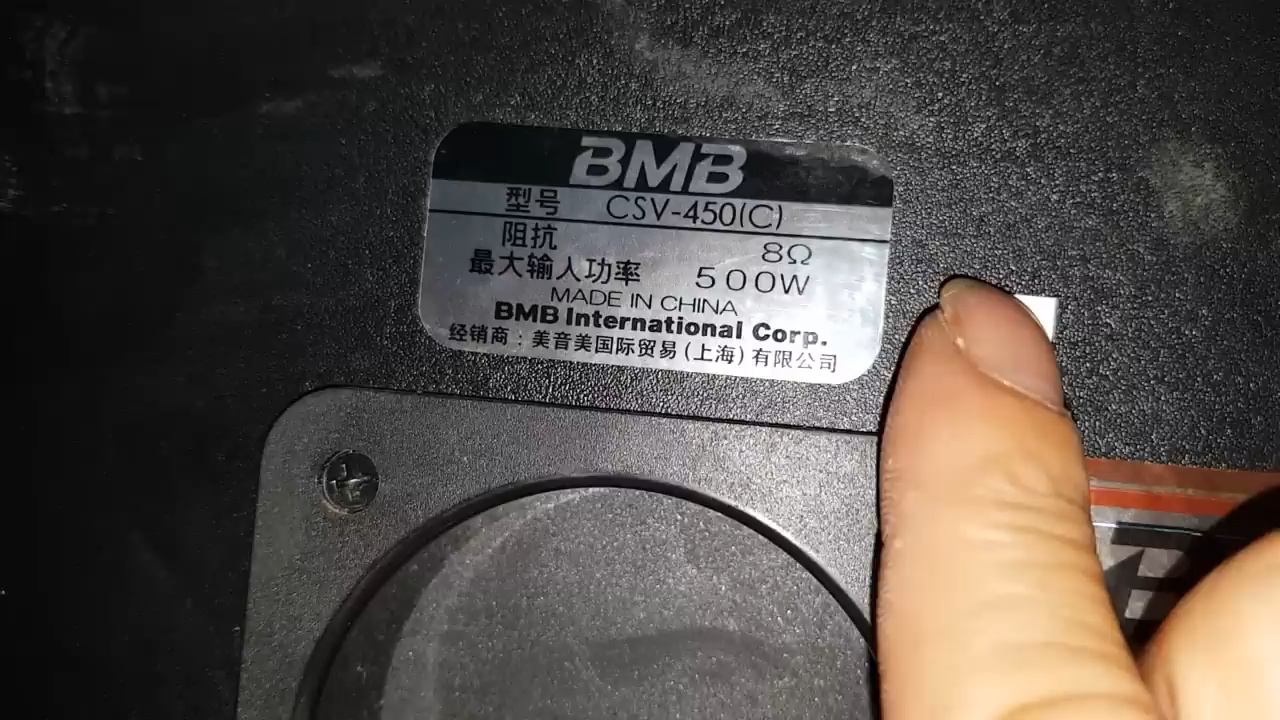 BMB
型号 CSV-450(C)
阻抗 8Ω
最大输入功率 500W
MADE IN CHINA
BMB International Corp.
经销商：美音美国际贸易(上海)有限公司